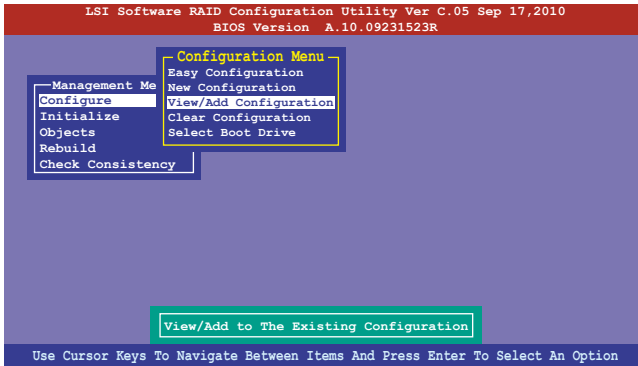 LSI Software RAID Configuration Utility Ver C.05 Sep 17,2010
BIOS Version A.10.09231523R
Configuration Menu
Easy Configuration
New Configuration
View/Add Configuration
Clear Configuration
Select Boot Drive
Management Me
Configure
Initialize
Objects
Rebuild
Check Consistency
View/Add to The Existing Configuration
Use Cursor Keys To Navigate Between Items And Press Enter To Select An Option